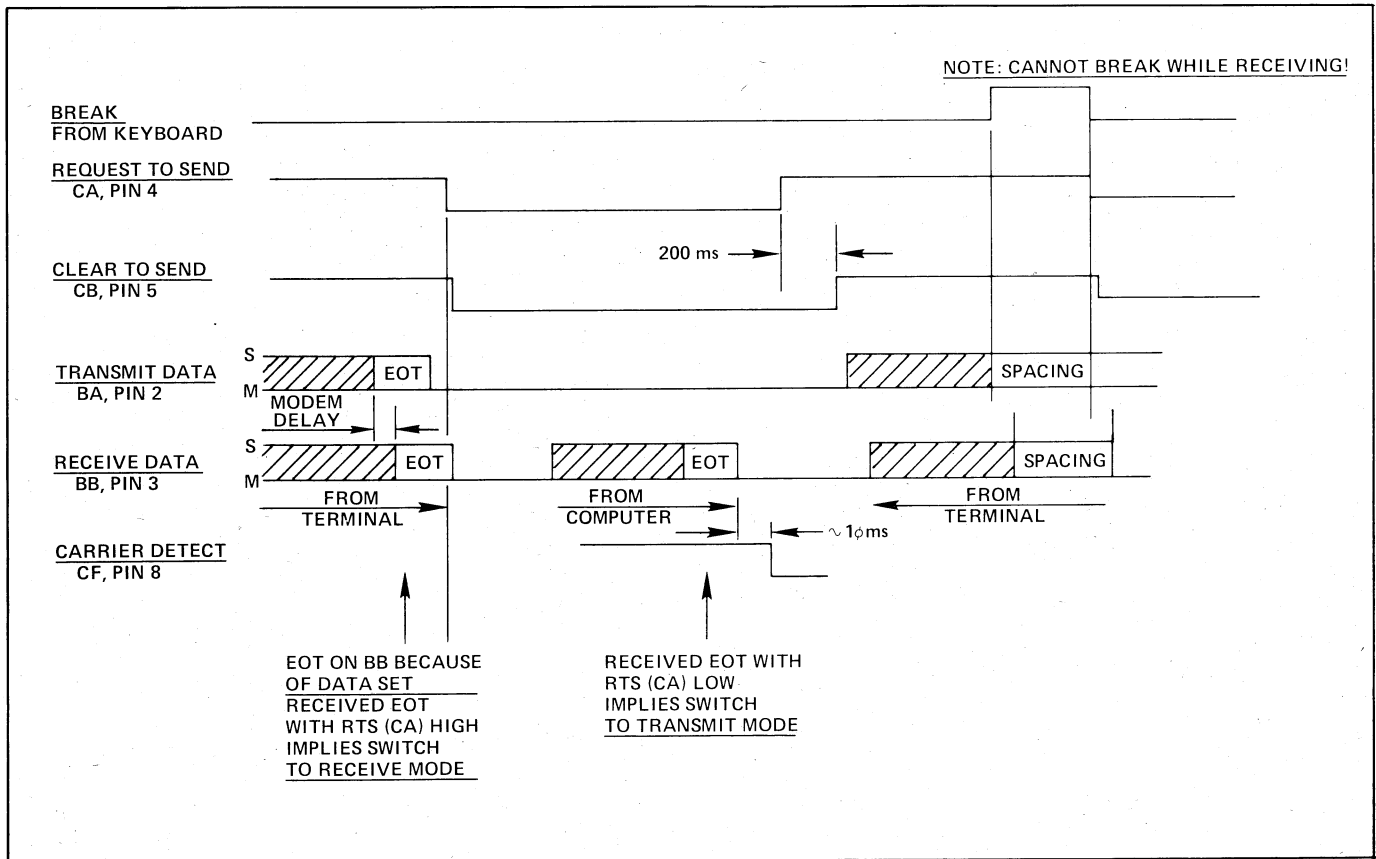 NOTE: CANNOT BREAK WHILE RECEIVING!
BREAK
FROM KEYBOARD
REQUEST TO SEND
CA, PIN 4
200 ms
CLEAR TO SEND
CB, PIN 5
S
TRANSMIT DATA
BA, PIN 2
M
EOT
SPACING
MODEM
DELAY
S
RECEIVE DATA
BB, PIN 3
M
EOT
EOT
SPACING
FROM
TERMINAL
FROM
COMPUTER
FROM
TERMINAL
~ 1ϕms
CARRIER DETECT
CF, PIN 8
EOT ON BB BECAUSE
OF DATA SET
RECEIVED EOT
WITH RTS (CA) HIGH
IMPLIES SWITCH
TO RECEIVE MODE
RECEIVED EOT WITH
RTS (CA) LOW
IMPLIES SWITCH
TO TRANSMIT MODE